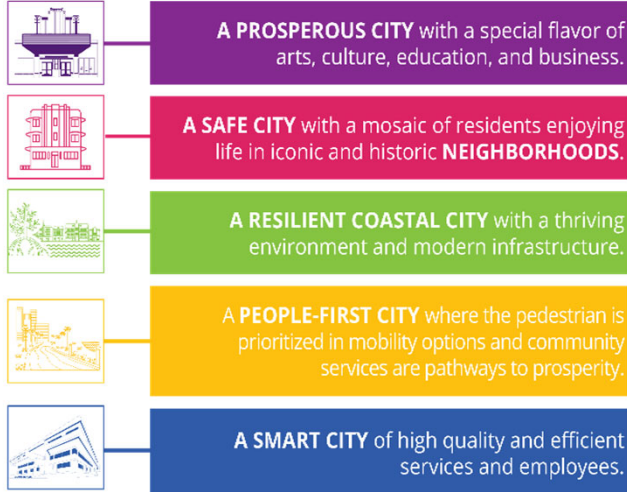 A PROSPEROUS CITY with a special flavor of
arts, culture, education, and business.
A SAFE CITY with a mosaic of residents enjoying
life in iconic and historic NEIGHBORHOODS.
A RESILIENT COASTAL CITY with a thriving
environment and modern infrastructure.
A PEOPLE-FIRST CITY where the pedestrian is
prioritized in mobility options and community
services are pathways to prosperity.
A SMART CITY of high quality and efficient
services and employees.